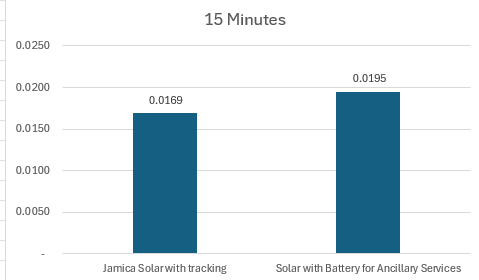 15 Minutes
0.0250
0.0200
0.0150
0.0100
0.0050
-
0.0169
0.0195
Jamica Solar with tracking
Solar with Battery for Ancillary Services